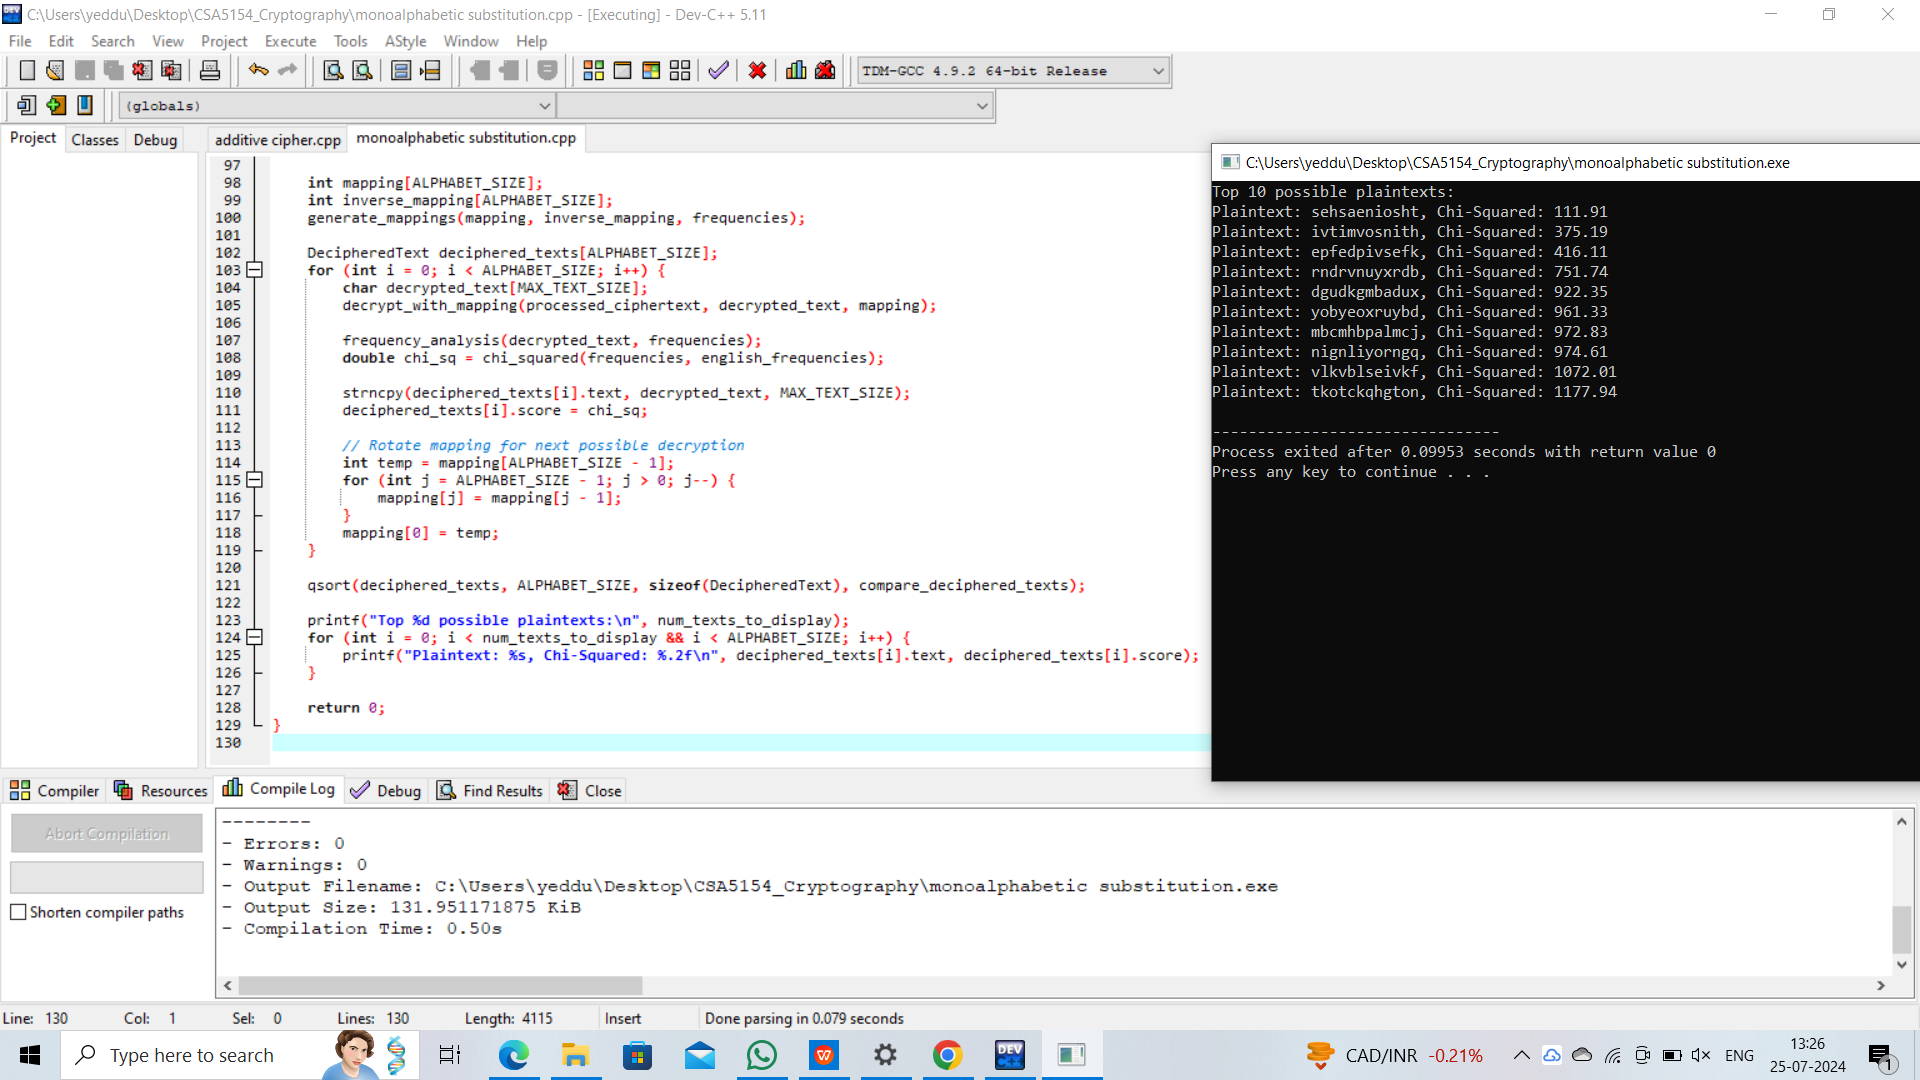 C:\Users\yeddu\Desktop\CSA5154_Cryptography\monoalphabetic substitution.cpp - [Executing] - Dev-C++ 5.11
File Edit Search View Project Execute Tools AStyle Window Help
TDM-GCC 4.9.2 64-bit Release
(globals)
Project Classes Debug
additive cipher.cpp monoalphabetic substitution.cpp
97
98 int mapping[ALPHABET_SIZE];
99 int inverse_mapping[ALPHABET_SIZE];
100 generate_mappings(mapping, inverse_mapping, frequencies);
101
102 DecipheredText deciphered_texts[ALPHABET_SIZE];
103 for (int i = 0; i < ALPHABET_SIZE; i++) {
104 char decrypted_text[MAX_TEXT_SIZE];
105 decrypt_with_mapping(processed_ciphertext, decrypted_text, mapping);
106
107 frequency_analysis(decrypted_text, frequencies);
108 double chi_sq = chi_squared(frequencies, english_frequencies);
109
110 strncpy(deciphered_texts[i].text, decrypted_text, MAX_TEXT_SIZE);
111 deciphered_texts[i].score = chi_sq;
112
113 // Rotate mapping for next possible decryption
114 int temp = mapping[ALPHABET_SIZE - 1];
115 for (int j = ALPHABET_SIZE - 1; j > 0; j--) {
116 mapping[j] = mapping[j - 1];
117 }
118 mapping[0] = temp;
119 }
120
121 qsort(deciphered_texts, ALPHABET_SIZE, sizeof(DecipheredText), compare_deciphered_texts);
122
123 printf("Top %d possible plaintexts:\n", num_texts_to_display);
124 for (int i = 0; i < num_texts_to_display && i < ALPHABET_SIZE; i++) {
125 printf("Plaintext: %s, Chi-Squared: %.2f\n", deciphered_texts[i].text, deciphered_texts[i].score);
126 }
127
128 return 0;
129 }
130
C:\Users\yeddu\Desktop\CSA5154_Cryptography\monoalphabetic substitution.exe
Top 10 possible plaintexts:
Plaintext: sehsaeniosht, Chi-Squared: 111.91
Plaintext: ivtimvosnith, Chi-Squared: 375.19
Plaintext: epfedpivsefk, Chi-Squared: 416.11
Plaintext: rndrvnuyxrdb, Chi-Squared: 751.74
Plaintext: dgudkgmbadux, Chi-Squared: 922.35
Plaintext: yobyeoxruybd, Chi-Squared: 961.33
Plaintext: mbcmhbpalmcj, Chi-Squared: 972.83
Plaintext: nignliyorngq, Chi-Squared: 974.61
Plaintext: vlkvblseivkf, Chi-Squared: 1072.01
Plaintext: tkotckqhgton, Chi-Squared: 1177.94
--------------------------------
Process exited after 0.09953 seconds with return value 0
Press any key to continue . . .
Compiler Resources Compile Log Debug Find Results Close
Abort Compilation
Shorten compiler paths
--------
- Errors: 0
- Warnings: 0
- Output Filename: C:\Users\yeddu\Desktop\CSA5154_Cryptography\monoalphabetic substitution.exe
- Output Size: 131.951171875 KiB
- Compilation Time: 0.50s
Line: 130 Col: 1 Sel: 0 Lines: 130 Length: 4115 Insert Done parsing in 0.079 seconds
Type here to search
DEV
CAD/INR -0.21%
ENG
13:26
25-07-2024
1